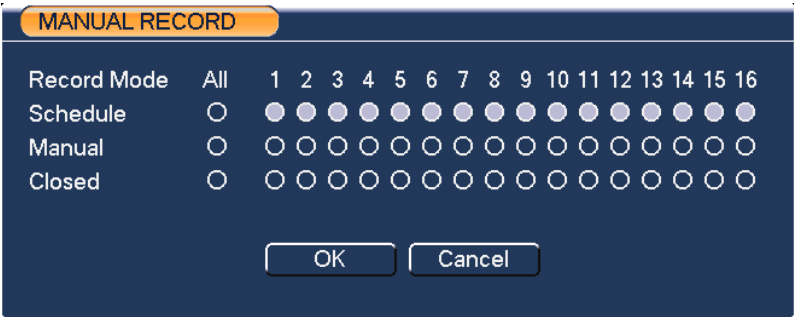 MANUAL RECORD
Record Mode All 1 2 3 4 5 6 7 8 9 10 11 12 13 14 15 16
Schedule
Manual
Closed
OK Cancel